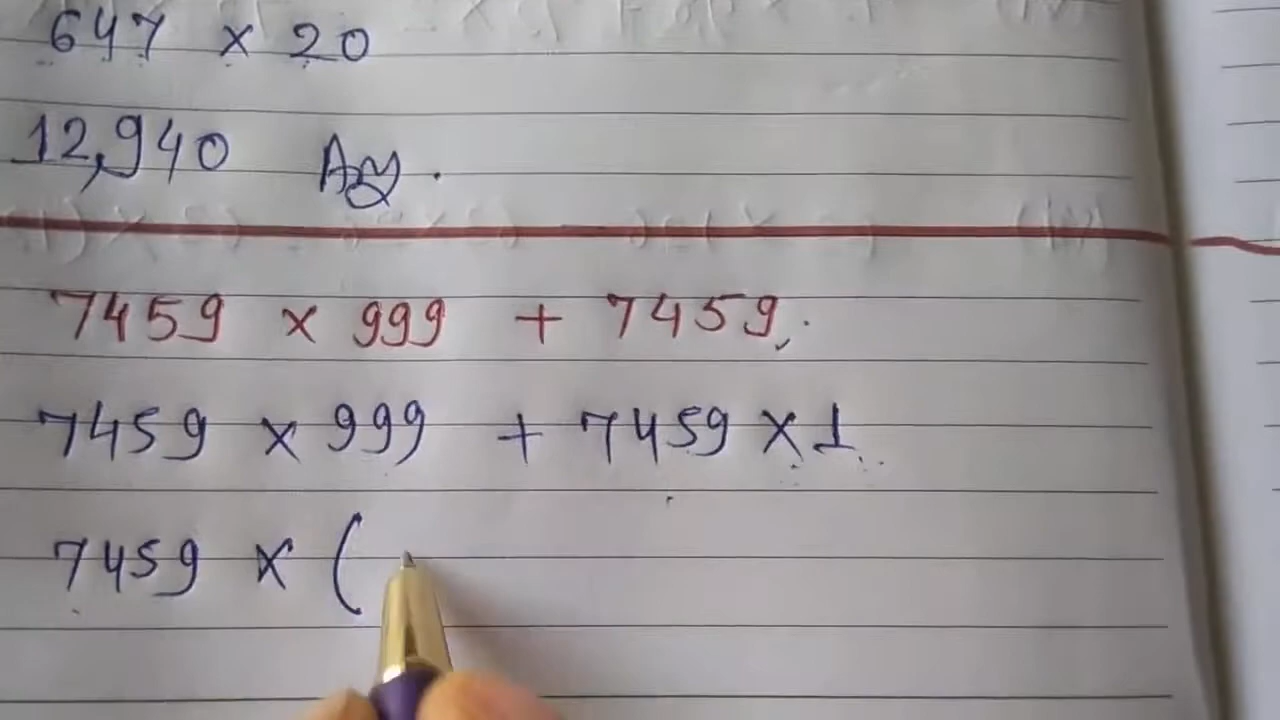 647 × 20
12,940 Ans.
7459 × 999 + 7459.
7459 × 999 + 7459 × 1
7459 × (